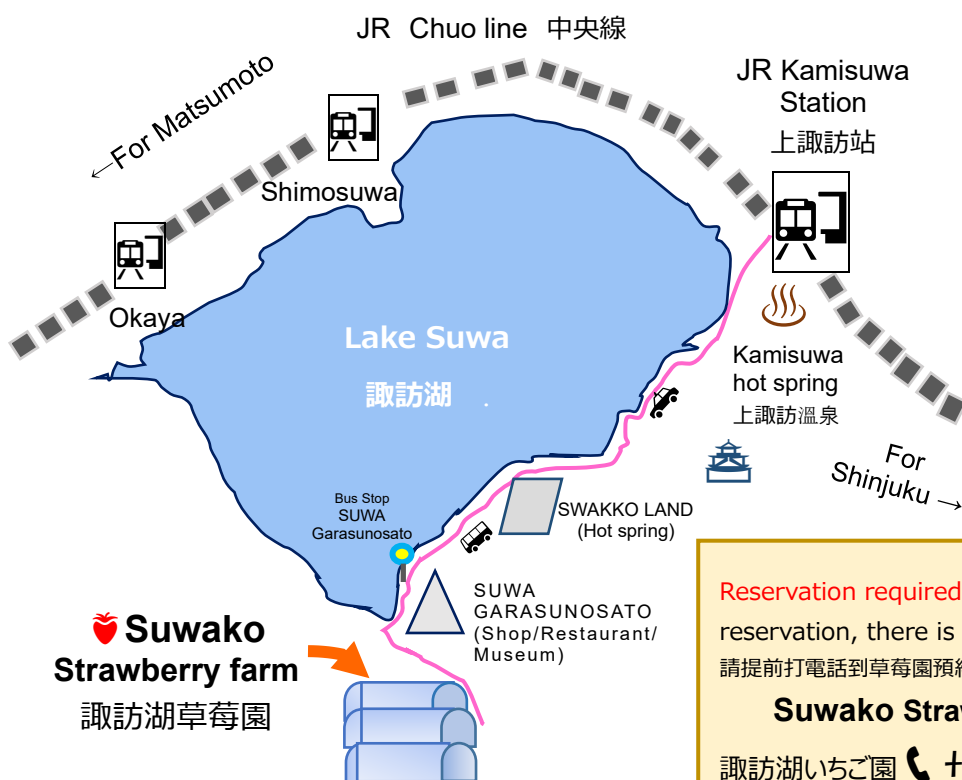 JR Chuo line 中央線
←For Matsumoto
JR Kamisuwa
Station
上諏訪站
Shimosuwa
Okaya
Lake Suwa
諏訪湖
Kamisuwa
hot spring
上諏訪溫泉
For
Shinjuku →
Bus Stop
SUWA
Garasunosato
SWAKKO LAND
(Hot spring)
SUWA
GARASUNOSATO
(Shop/Restaurant/
Museum)
Suwako
Strawberry farm
諏訪湖草莓園
Reservation required
reservation, there is
請提前打電話到草莓園預
Suwako
諏訪湖いちご園